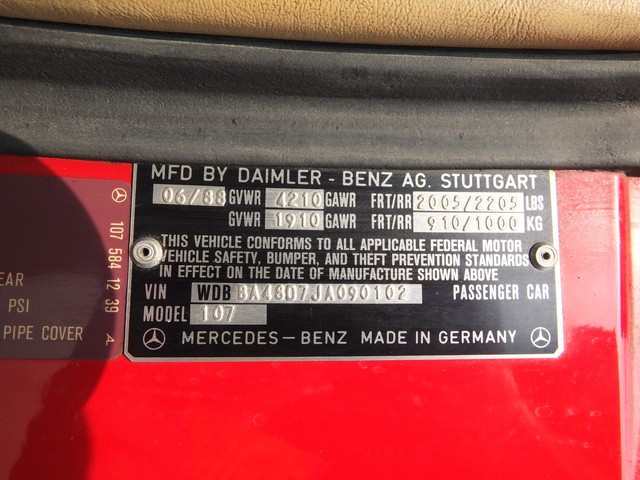 MFD BY DAIMLER - BENZ AG. STUTTGART
06/88 GVWR 4210 GAWR FRT/RR 2005/2205 LBS
GVWR 1910 GAWR FRT/RR 910/1000 KG
THIS VEHICLE CONFORMS TO ALL APPLICABLE FEDERAL MOTOR
VEHICLE SAFETY, BUMPER, AND THEFT PREVENTION STANDARDS
IN EFFECT ON THE DATE OF MANUFACTURE SHOWN ABOVE
VIN WDBBA48D7JA090102 PASSENGER CAR
MODEL 107
MERCEDES-BENZ MADE IN GERMANY
107 584 12 39 A
EAR
PSI
PIPE COVER